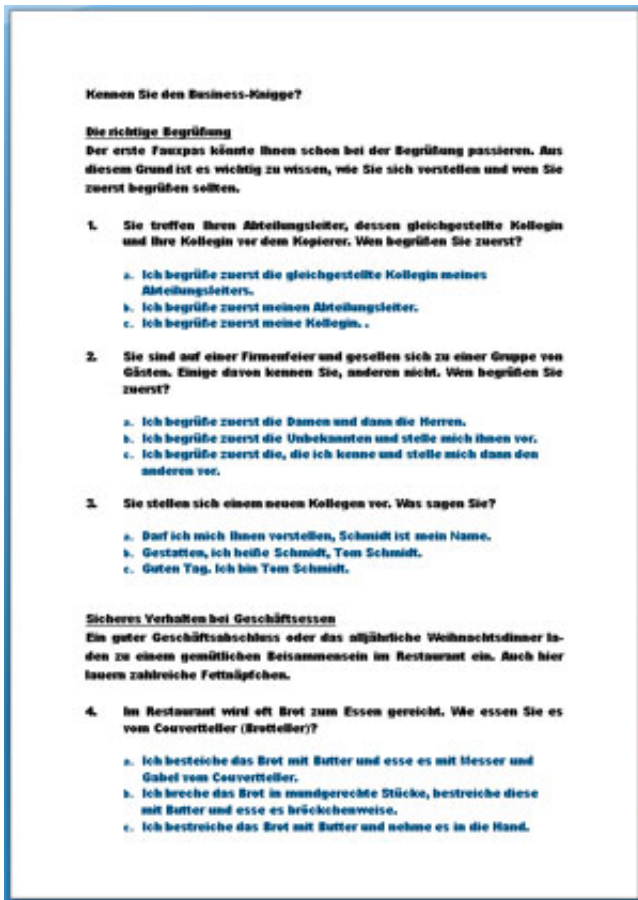 Kennen Sie den Business-Knigge?
Die richtige Begrüßung
Der erste Fauxpas könnte Ihnen schon bei der Begrüßung passieren. Aus
diesem Grund ist es wichtig zu wissen, wie Sie sich vorstellen und wen Sie
zuerst begrüßen sollten.
1. Sie treffen Ihren Abteilungsleiter, dessen gleichgestellte Kollegin
und Ihre Kollegin vor dem Kopierer. Wen begrüßen Sie zuerst?
a. Ich begrüße zuerst die gleichgestellte Kollegin meines
Abteilungsleiters.
b. Ich begrüße zuerst meinen Abteilungsleiter.
c. Ich begrüße zuerst meine Kollegin. .
2. Sie sind auf einer Firmenfeier und gesellen sich zu einer Gruppe von
Gästen. Einige davon kennen Sie, anderen nicht. Wen begrüßen Sie
zuerst?
a. Ich begrüße zuerst die Damen und dann die Herren.
b. Ich begrüße zuerst die Unbekannten und stelle mich ihnen vor.
c. Ich begrüße zuerst die, die ich kenne und stelle mich dann den
anderen vor.
3. Sie stellen sich einem neuen Kollegen vor. Was sagen Sie?
a. Darf ich mich Ihnen vorstellen, Schmidt ist mein Name.
b. Gestatten, ich heiße Schmidt, Tom Schmidt.
c. Guten Tag. Ich bin Tom Schmidt.
Sicheres Verhalten bei Geschäftsessen
Ein guter Geschäftsabschluss oder das alljährliche Weihnachtsdinner la-
den zu einem gemütlichen Beisammensein im Restaurant ein. Auch hier
lauern zahlreiche Fettnäpfchen.
4. Im Restaurant wird oft Brot zum Essen gereicht. Wie essen Sie es
vom Couvertteller (Brotteller)?
a. Ich besteiche das Brot mit Butter und esse es mit Messer und
Gabel vom Couvertteller.
b. Ich breche das Brot in mundgerechte Stücke, bestreiche diese
mit Butter und esse es bröckchenweise.
c. Ich bestreiche das Brot mit Butter und nehme es in die Hand.